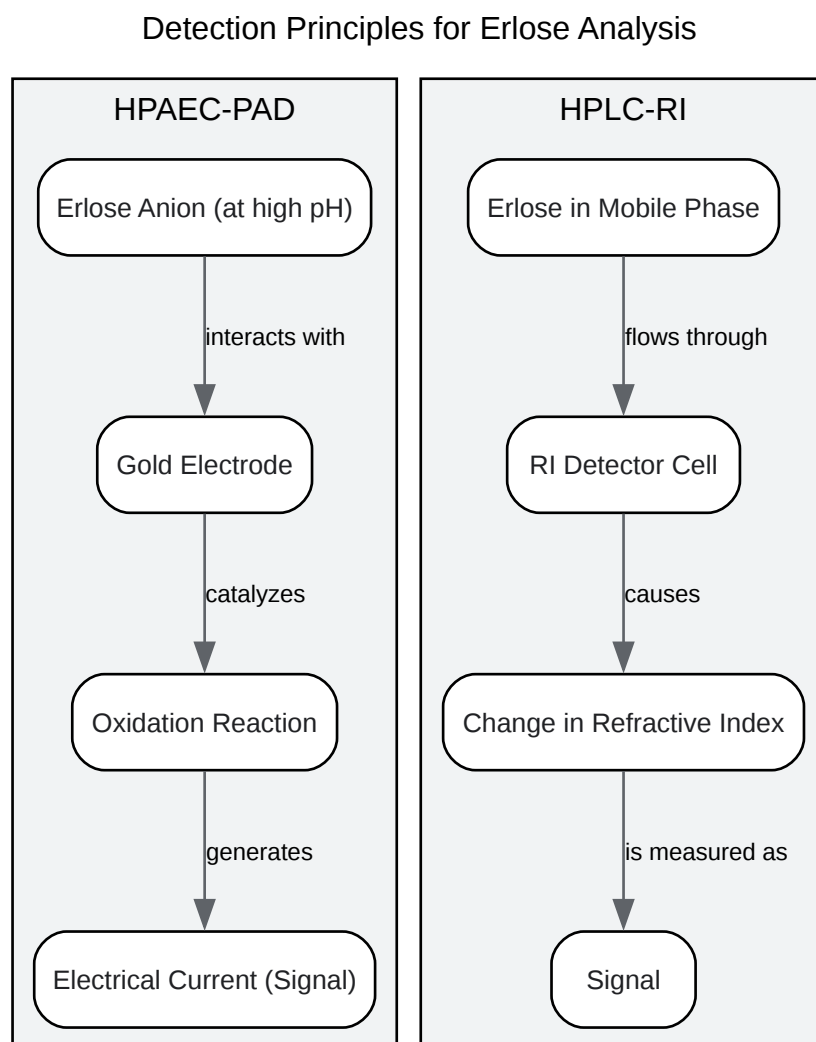 Detection Principles for Erlose Analysis
HPAEC-PAD
Erlose Anion (at high pH)
interacts with
Gold Electrode
catalyzes
Oxidation Reaction
generates
Electrical Current (Signal)
HPLC-RI
Erlose in Mobile Phase
flows through
RI Detector Cell
causes
Change in Refractive Index
is measured as
Signal